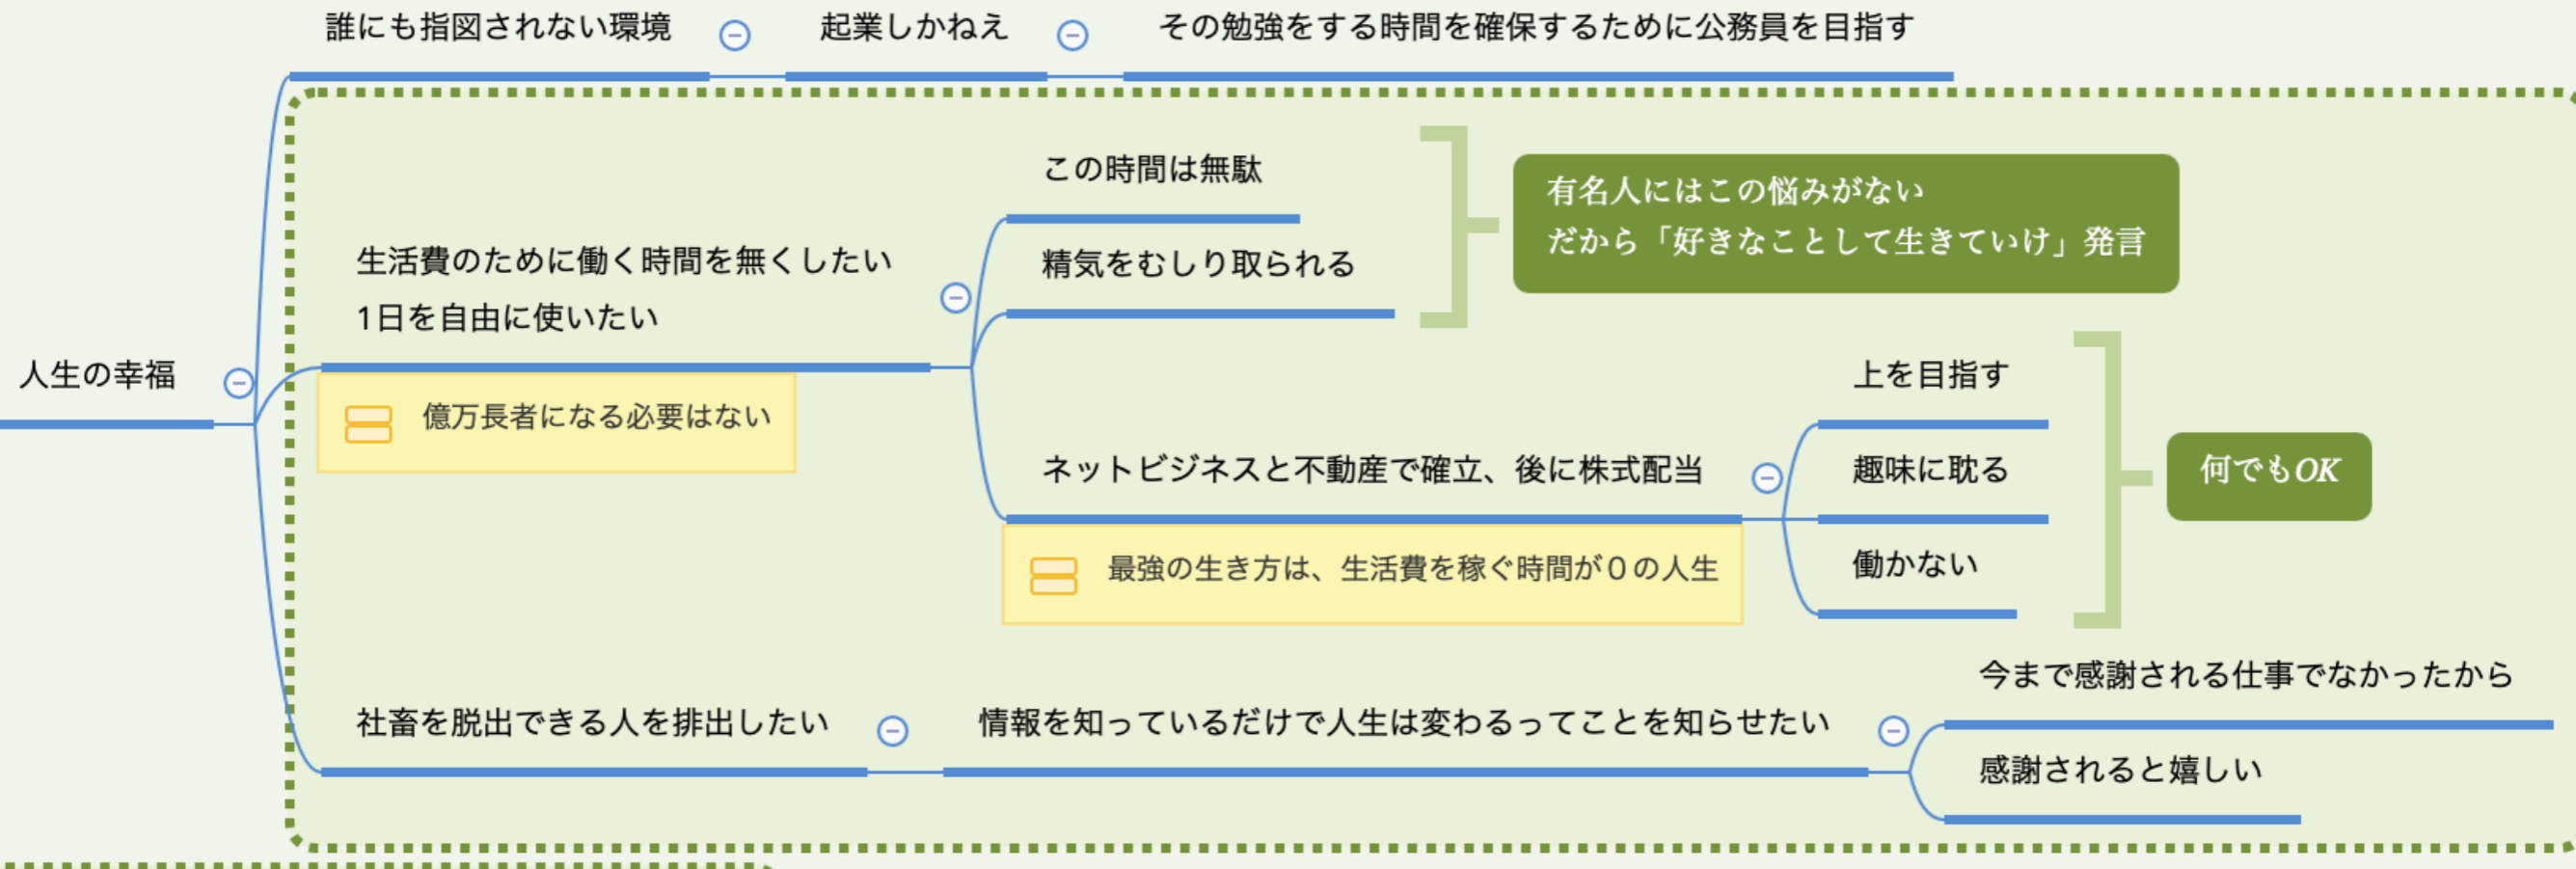 誰にも指図されない環境
起業しかねえ
その勉強をする時間を確保するために公務員を目指す
人生の幸福
生活費のために働く時間を無くしたい
1日を自由に使いたい
億万長者になる必要はない
この時間は無駄
精気をむしり取られる
有名人にはこの悩みがない
だから「好きなことして生きていけ」発言
ネットビジネスと不動産で確立、後に株式配当
最強の生き方は、生活費を稼ぐ時間が０の人生
上を目指す
趣味に耽る
働かない
何でもOK
社畜を脱出できる人を排出したい
情報を知っているだけで人生は変わるってことを知らせたい
今まで感謝される仕事でなかったから
感謝されると嬉しい